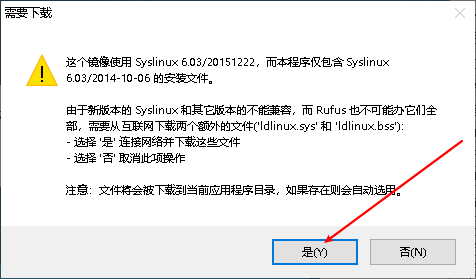 需要下载
这个镜像使用 Syslinux 6.03/20151222，而本程序仅包含 Syslinux
6.03/2014-10-06 的安装文件。
由于新版本的 Syslinux 和其它版本的不能兼容，而 Rufus 也不可能办它们全
部，需要从互联网下载两个额外的文件('ldlinux.sys' 和 'ldlinux.bss'):
- 选择 '是' 连接网络并下载这些文件
- 选择 '否' 取消此项操作
注意：文件将会被下载到当前应用程序目录，如果存在则会自动选用。
是(Y)
否(N)